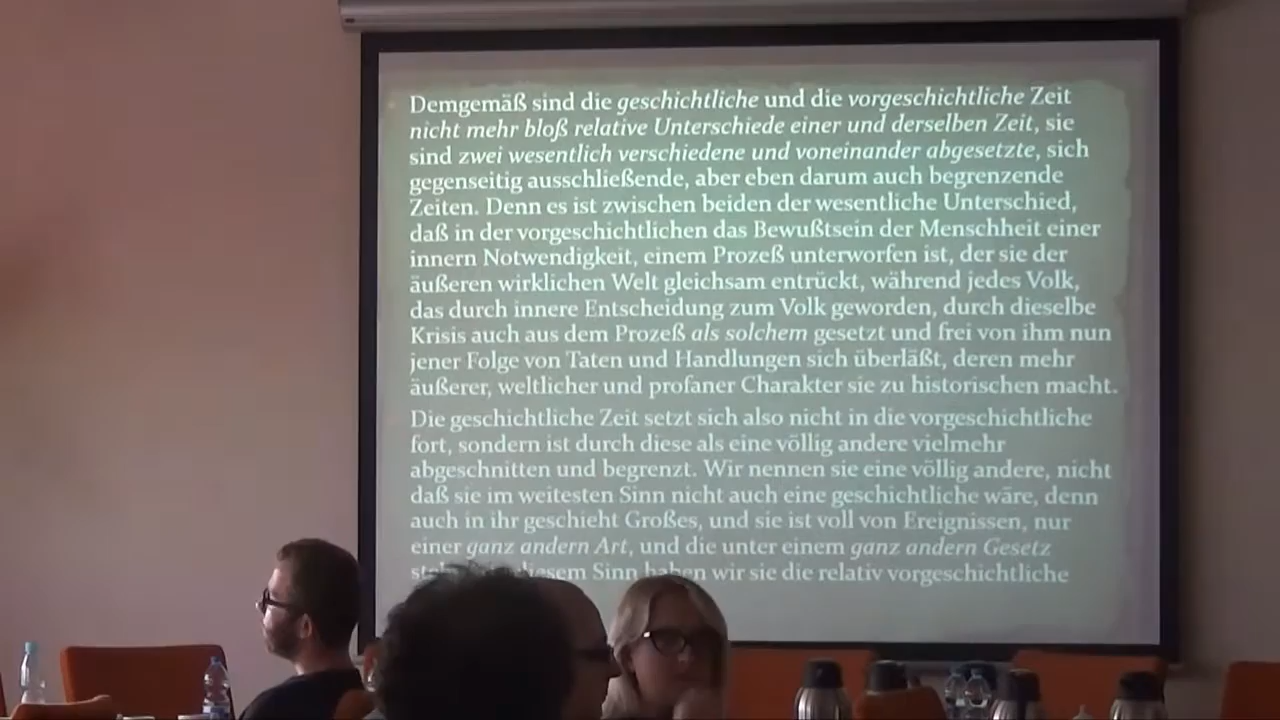 Demgemäß sind die geschichtliche und die vorgeschichtliche Zeit
nicht mehr bloß relative Unterschiede einer und derselben Zeit, sie
sind zwei wesentlich verschiedene und voneinander abgesetzte, sich
gegenseitig ausschließende, aber eben darum auch begrenzende
Zeiten. Denn es ist zwischen beiden der wesentliche Unterschied,
daß in der vorgeschichtlichen das Bewußtsein der Menschheit einer
innern Notwendigkeit, einem Prozeß unterworfen ist, der sie der
äußeren wirklichen Welt gleichsam entrückt, während jedes Volk,
das durch innere Entscheidung zum Volk geworden, durch dieselbe
Krisis auch aus dem Prozeß als solchem gesetzt und frei von ihm nun
jener Folge von Taten und Handlungen sich überläßt, deren mehr
äußerer, weltlicher und profaner Charakter sie zu historischen macht.
Die geschichtliche Zeit setzt sich also nicht in die vorgeschichtliche
fort, sondern ist durch diese als eine völlig andere vielmehr
abgeschnitten und begrenzt. Wir nennen sie eine völlig andere, nicht
daß sie im weitesten Sinn nicht auch eine geschichtliche wäre, denn
auch in ihr geschieht Großes, und sie ist voll von Ereignissen, nur
einer ganz andern Art, und die unter einem ganz andern Gesetz
diesem Sinn haben wir sie die relativ vorgeschichtliche